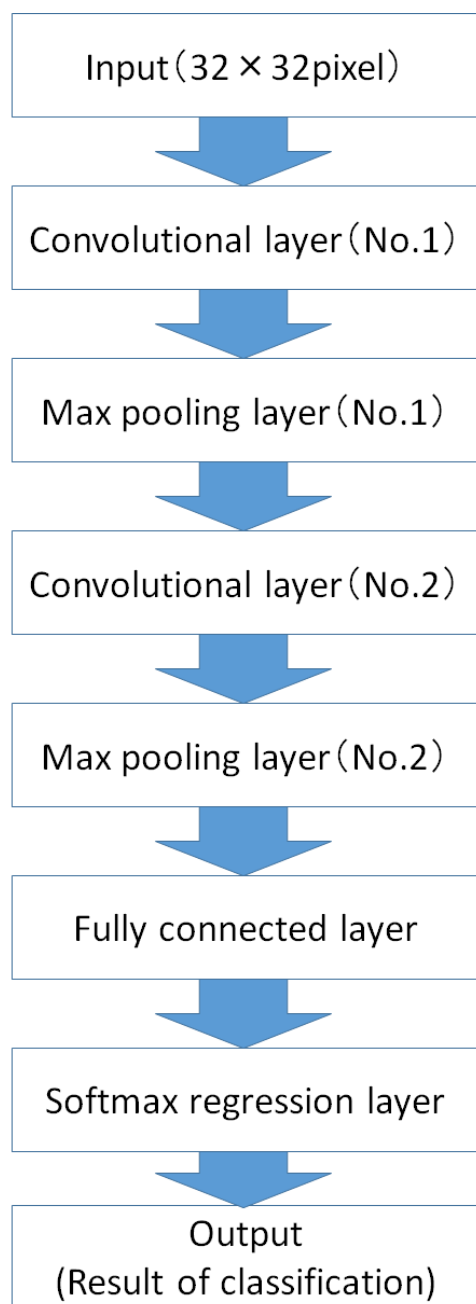 Input（32×32pixel）
Convolutional layer（No.1）
Max pooling layer（No.1）
Convolutional layer（No.2）
Max pooling layer（No.2）
Fully connected layer
Softmax regression layer
Output
(Result of classification)